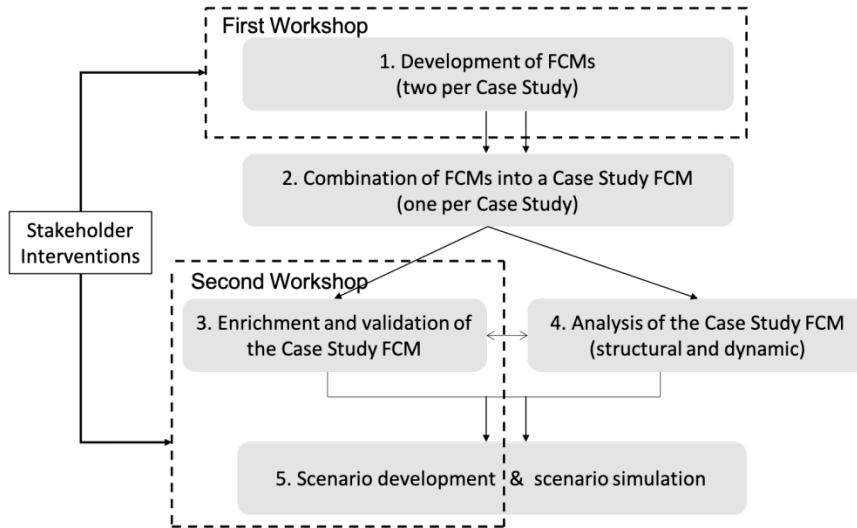 First Workshop
1. Development of FCMs
(two per Case Study)
2. Combination of FCMs into a Case Study FCM
(one per Case Study)
Stakeholder
Interventions
Second Workshop
3. Enrichment and validation of
the Case Study FCM
4. Analysis of the Case Study FCM
(structural and dynamic)
5. Scenario development & scenario simulation